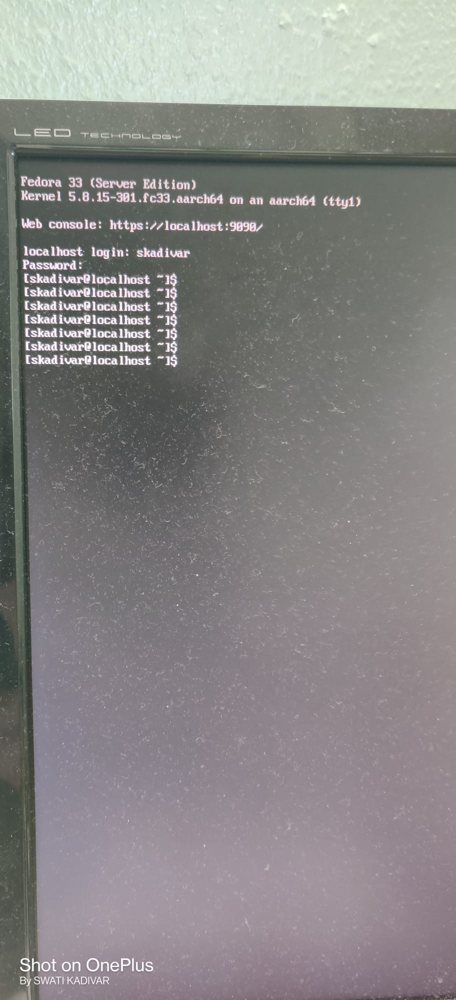 LED TECHNOLOGY
Fedora 33 (Server Edition)
Kernel 5.8.15-301.fc33.aarch64 on an aarch64 (tty1)
Web console: https://localhost:9090/
localhost login: skadivar
Password:
[skadivar@localhost ~]$
[skadivar@localhost ~]$
[skadivar@localhost ~]$
[skadivar@localhost ~]$
[skadivar@localhost ~]$
[skadivar@localhost ~]$
[skadivar@localhost ~]$
Shot on OnePlus
By SWATI KADIVAR